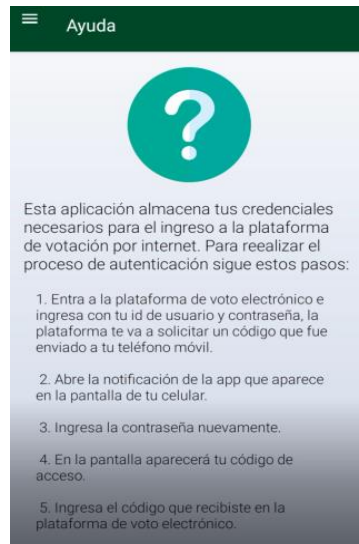 Ayuda
Esta aplicación almacena tus credenciales
necesarios para el ingreso a la plataforma
de votación por internet. Para reealizar el
proceso de autenticación sigue estos pasos:
1. Entra a la plataforma de voto electrónico e
ingresa con tu id de usuario y contraseña, la
plataforma te va a solicitar un código que fue
enviado a tu teléfono móvil.
2. Abre la notificación de la app que aparece
en la pantalla de tu celular.
3. Ingresa la contraseña nuevamente.
4. En la pantalla aparecerá tu código de
acceso.
5. Ingresa el código que recibiste en la
plataforma de voto electrónico.